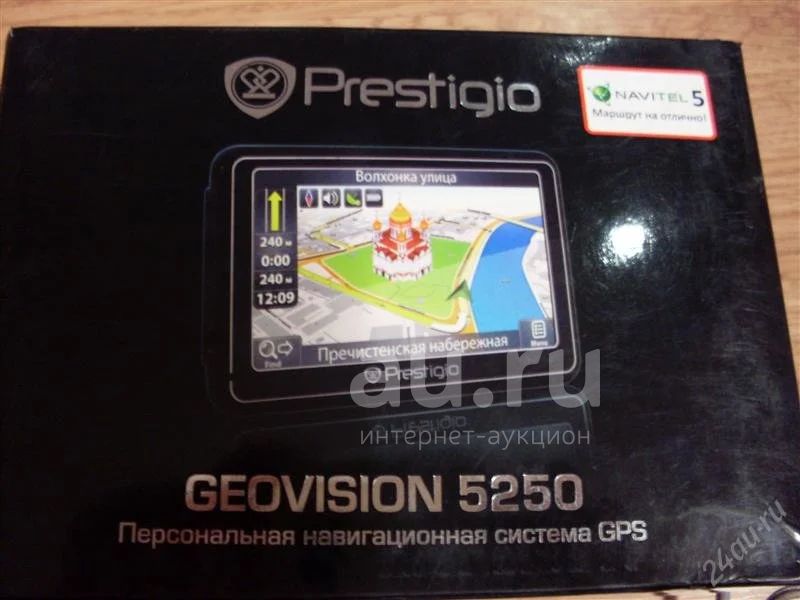 Prestigio
NAVITEL 5
Маршрут на отлично!
Волхонка улица
240 м
0:00
240 м
12:09
Find
Пречистенская набережная
Menu
Prestigio
au.ru
интернет-аукцион
GEOVISION 5250
Персональная навигационная система GPS
24au.ru